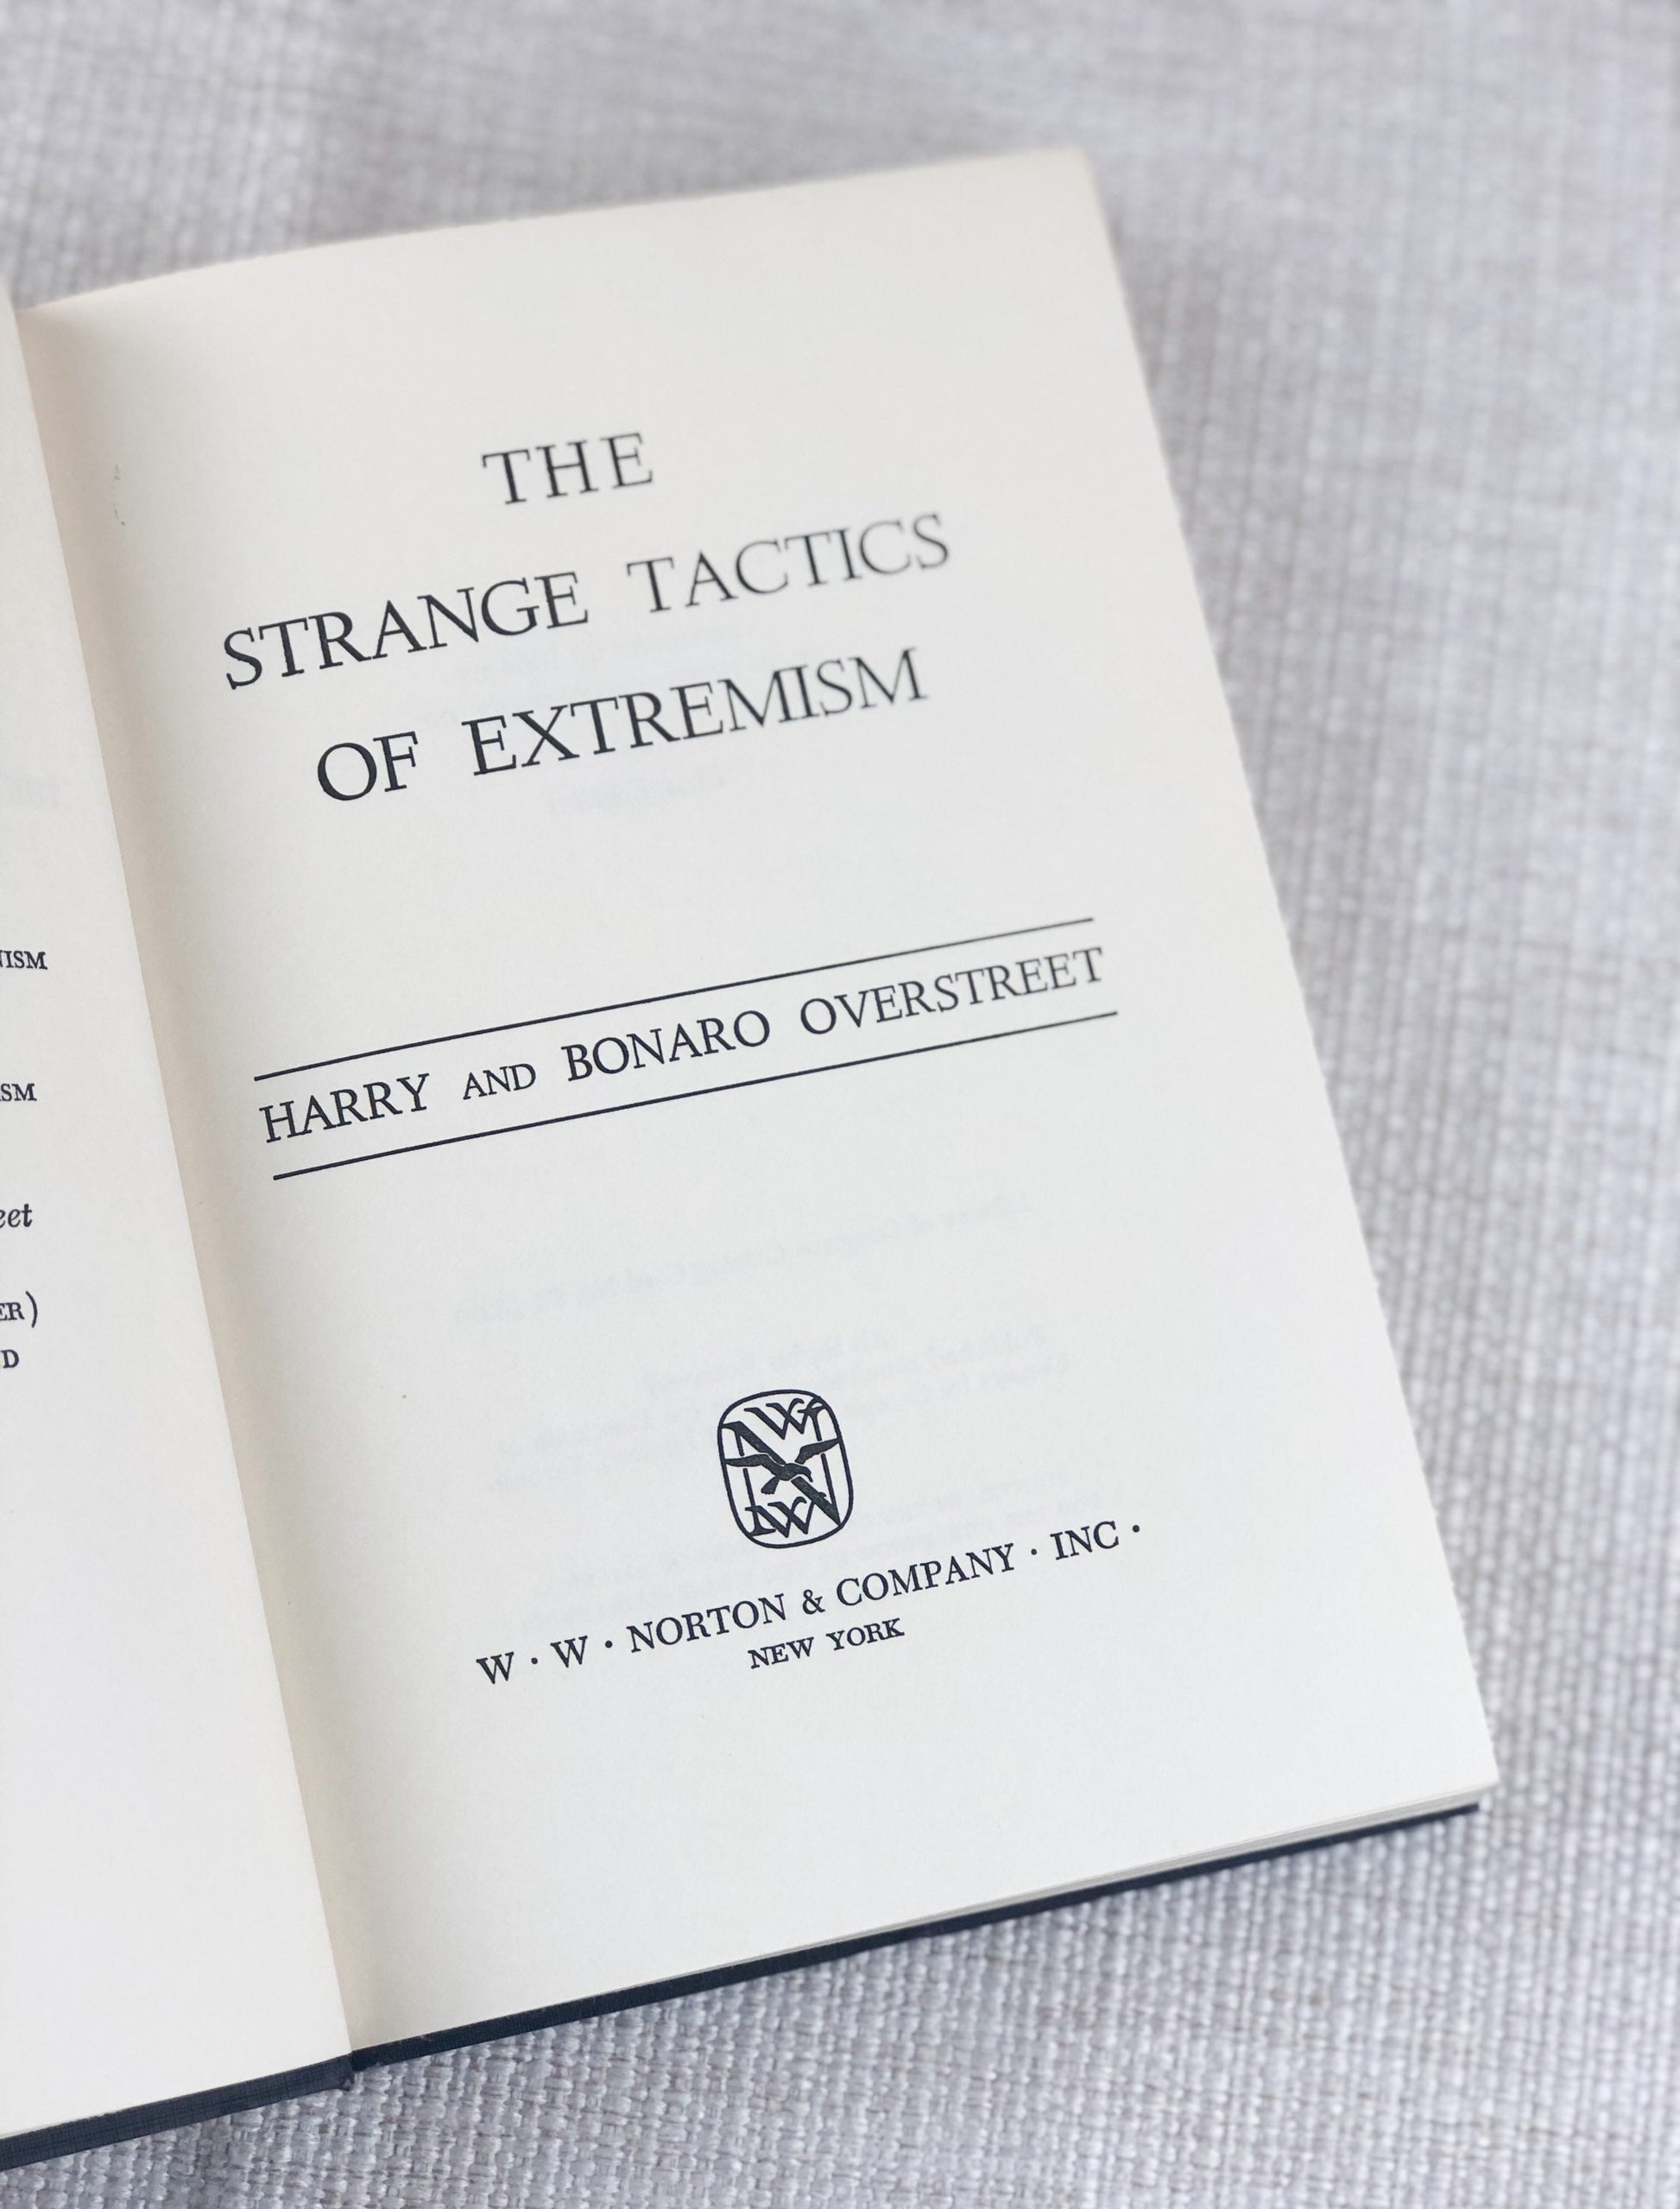 THE
STRANGE TACTICS
OF EXTREMISM
HARRY AND BONARO OVERSTREET
W · W · NORTON & COMPANY · INC ·
NEW YORK